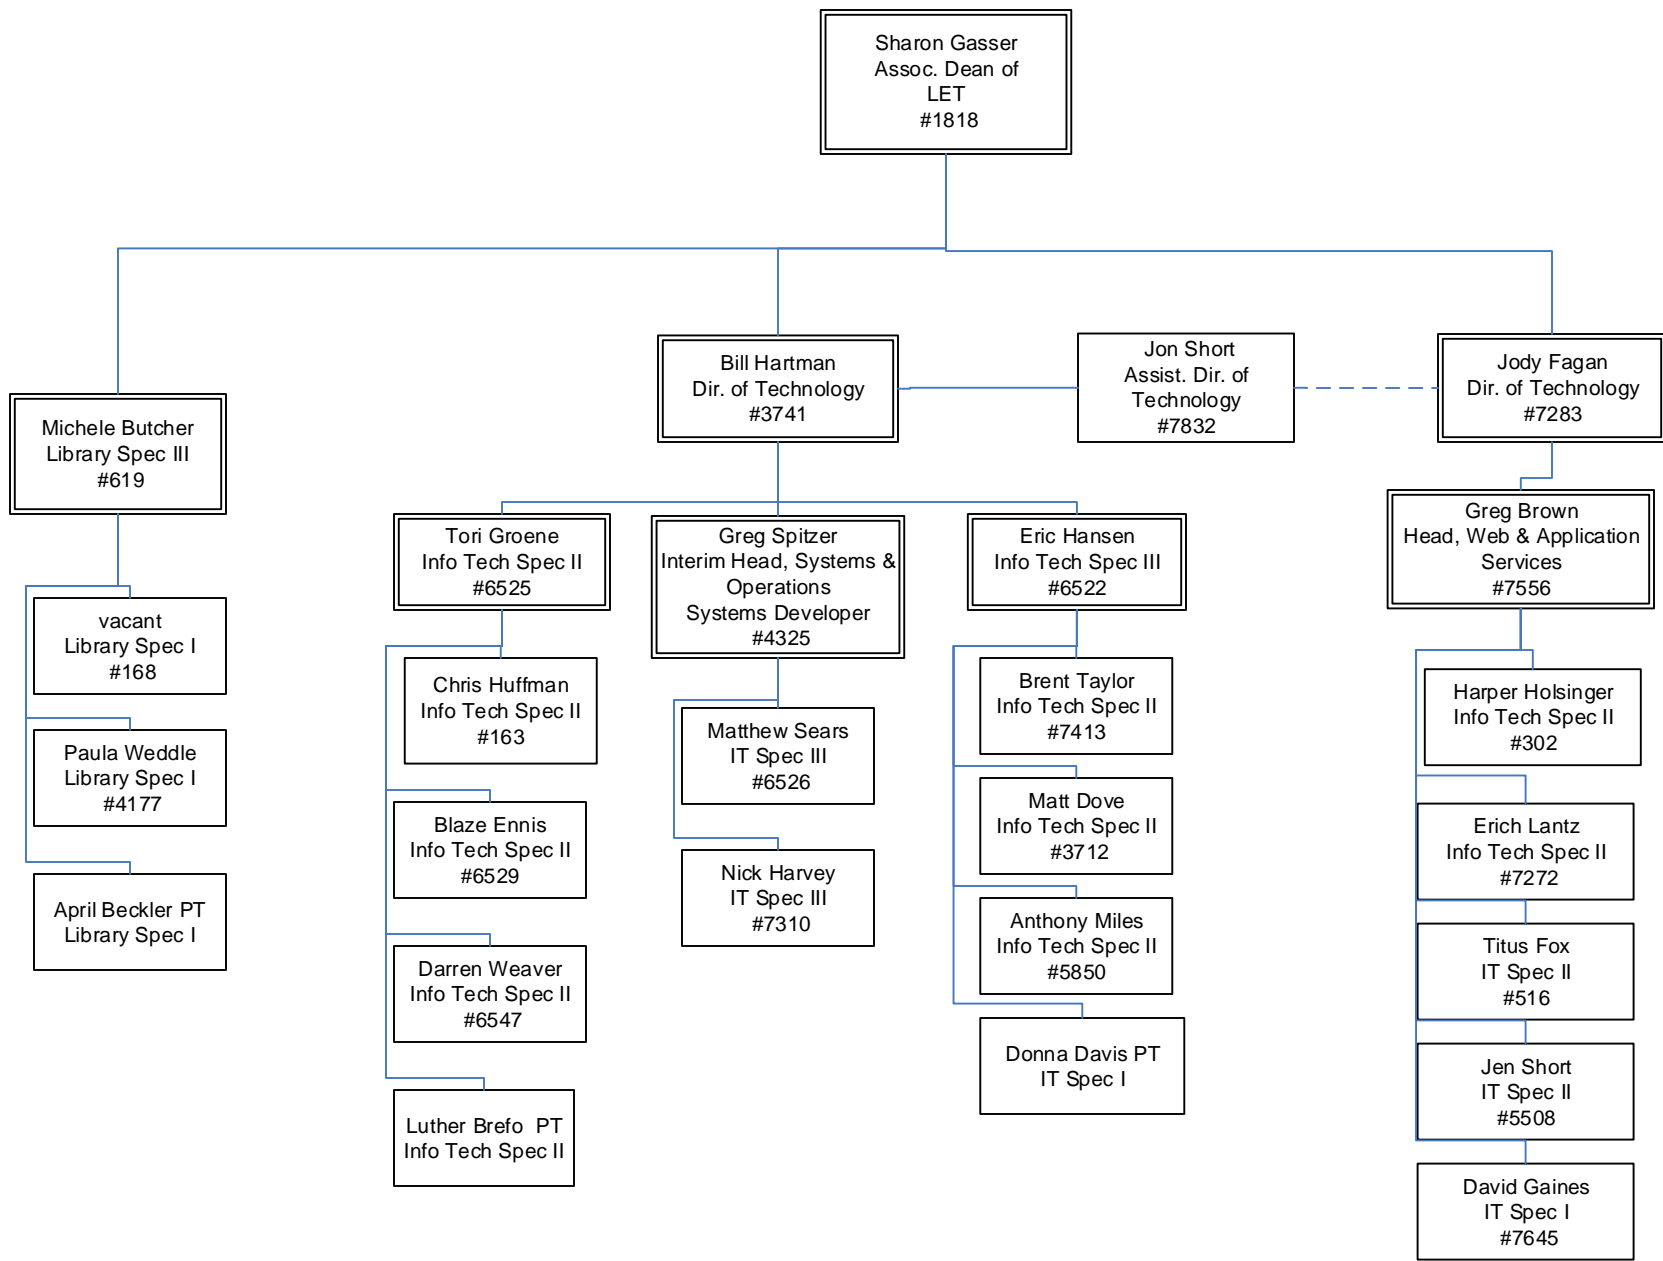 Sharon Gasser
Assoc. Dean of
LET
#1818
Bill Hartman
Dir. of Technology
#3741
Jon Short
Assist. Dir. of
Technology
#7832
Jody Fagan
Dir. of Technology
#7283
Michele Butcher
Library Spec III
#619
Tori Groene
Info Tech Spec II
#6525
Greg Spitzer
Interim Head, Systems &
Operations
Systems Developer
#4325
Eric Hansen
Info Tech Spec III
#6522
Greg Brown
Head, Web & Application
Services
#7556
vacant
Library Spec I
#168
Paula Weddle
Library Spec I
#4177
April Beckler PT
Library Spec I
Chris Huffman
Info Tech Spec II
#163
Blaze Ennis
Info Tech Spec II
#6529
Darren Weaver
Info Tech Spec II
#6547
Luther Brefo  PT
Info Tech Spec II
Matthew Sears
IT Spec III
#6526
Nick Harvey
IT Spec III
#7310
Brent Taylor
Info Tech Spec II
#7413
Matt Dove
Info Tech Spec II
#3712
Anthony Miles
Info Tech Spec II
#5850
Donna Davis PT
IT Spec I
Harper Holsinger
Info Tech Spec II
#302
Erich Lantz
Info Tech Spec II
#7272
Titus Fox
IT Spec II
#516
Jen Short
IT Spec II
#5508
David Gaines
IT Spec I
#7645